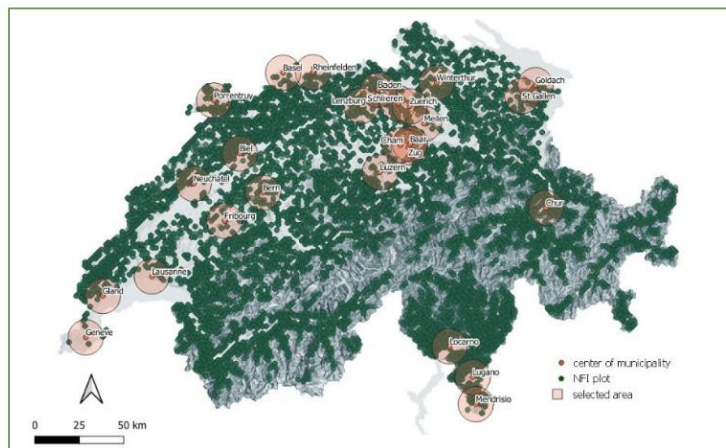 Basel
Rheinfelden
Porrentruy
Baden
Winterthur
Goldach
Lenzburg
Schlieren
Zuerich
St.Gallen
Meilen
Biel
Cham
Baar
Zug
Luzern
Neuchatel
Bern
Chur
Fribourg
Lausanne
Gland
Geneve
Locarno
Lugano
Mendrisio
center of municipality
NFI plot
selected area
0 25 50 km